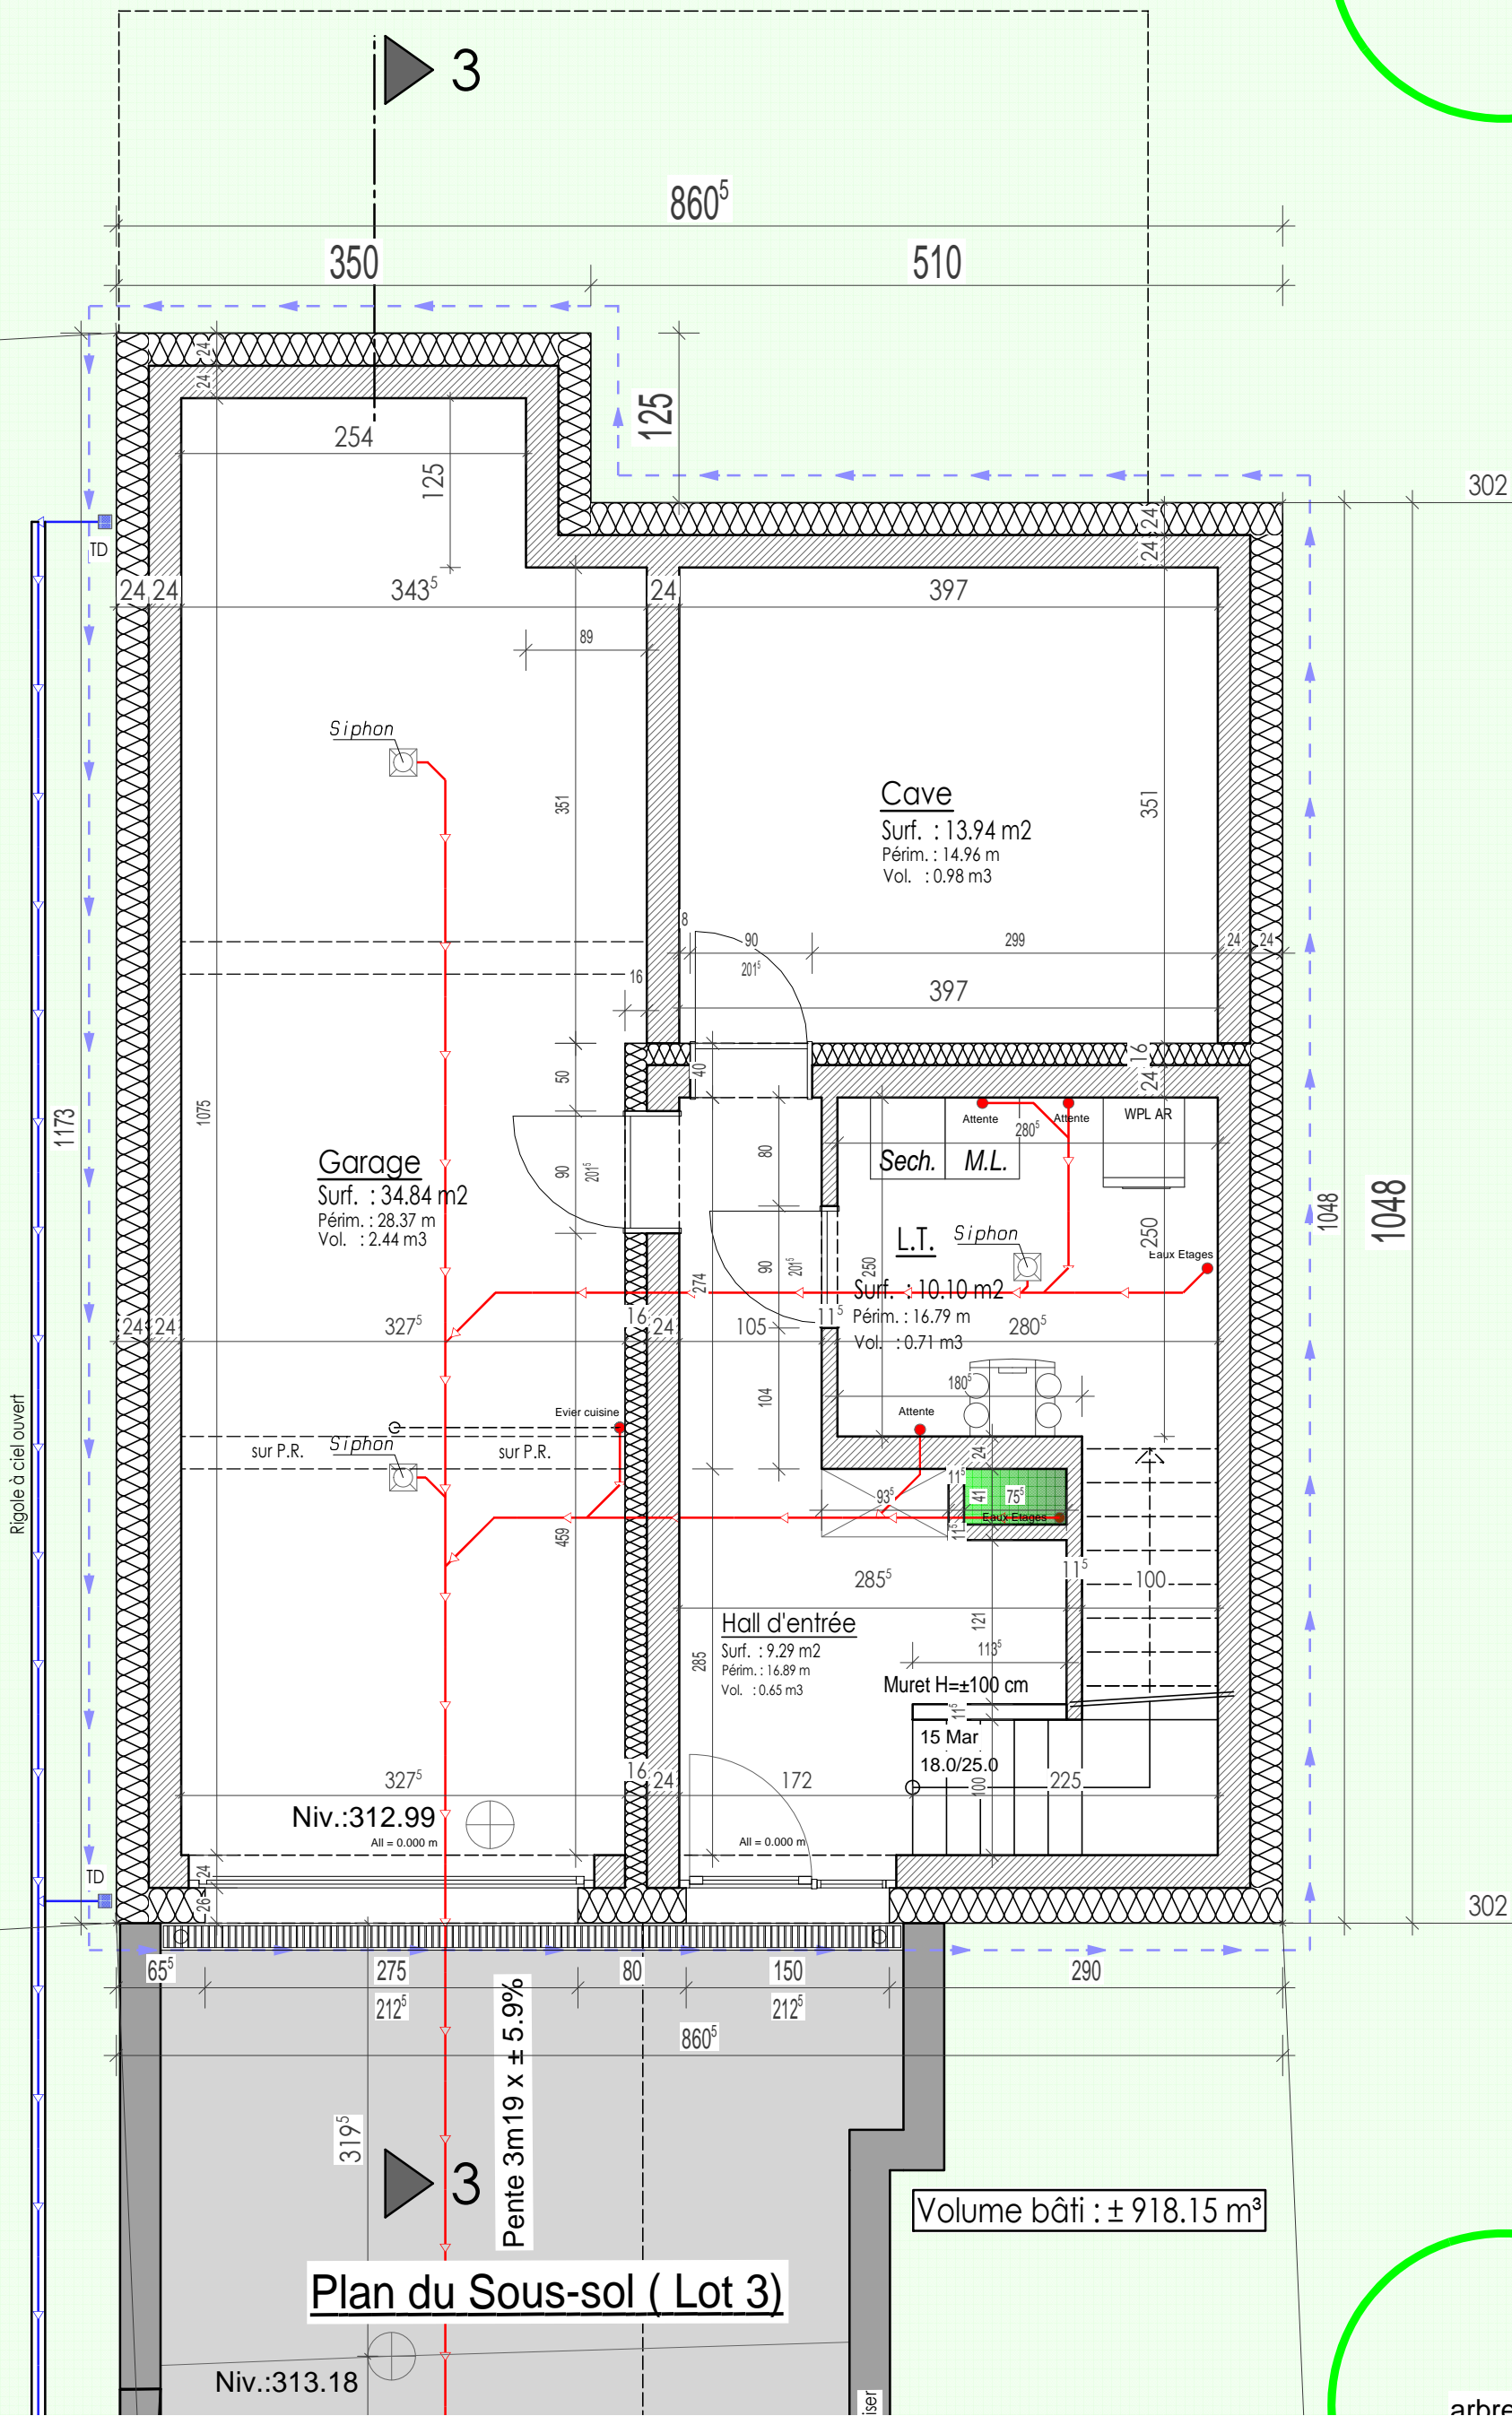 3
860⁵
350
510
24
24
125
254
125
302
24
24
TD
24
24
343⁵
24
397
89
Siphon
351
Cave
Surf. : 13.94 m2
Périm. : 14.96 m
Vol. : 0.98 m3
351
8
90
201⁵
299
24
24
16
397
50
40
16
24
1173
1075
Attente
Attente
WPL AR
280⁵
80
Sech.
M.L.
Garage
Surf. : 34.84 m2
Périm. : 28.37 m
Vol. : 2.44 m3
90
201⁵
1048
1048
L.T.
Siphon
250
Eaux Etages
274
90
201⁵
250
Surf. : 10.10 m2
Périm. : 16.79 m
Vol. : 0.71 m3
24
24
327⁵
16
24
105
11⁵
280⁵
104
180⁵
Evier cuisine
Attente
Rigole à ciel ouvert
sur P.R.
Siphon
sur P.R.
24
11⁵
93⁵
41
75⁵
Eaux Etages
11⁵
459
285⁵
11⁵
100
Hall d'entrée
Surf. : 9.29 m2
Périm. : 16.89 m
Vol. : 0.65 m3
121
113⁵
285
Muret H=±100 cm
11⁵
15 Mar
18.0/25.0
327⁵
16
24
172
100
225
Niv.:312.99
All = 0.000 m
All = 0.000 m
TD
24
26
302
65⁵
275
212⁵
80
150
212⁵
290
860⁵
Pente 3m19 x ± 5.9%
319⁵
3
Volume bâti : ± 918.15 m³
Plan du Sous-sol ( Lot 3)
Niv.:313.18
iser
arbre